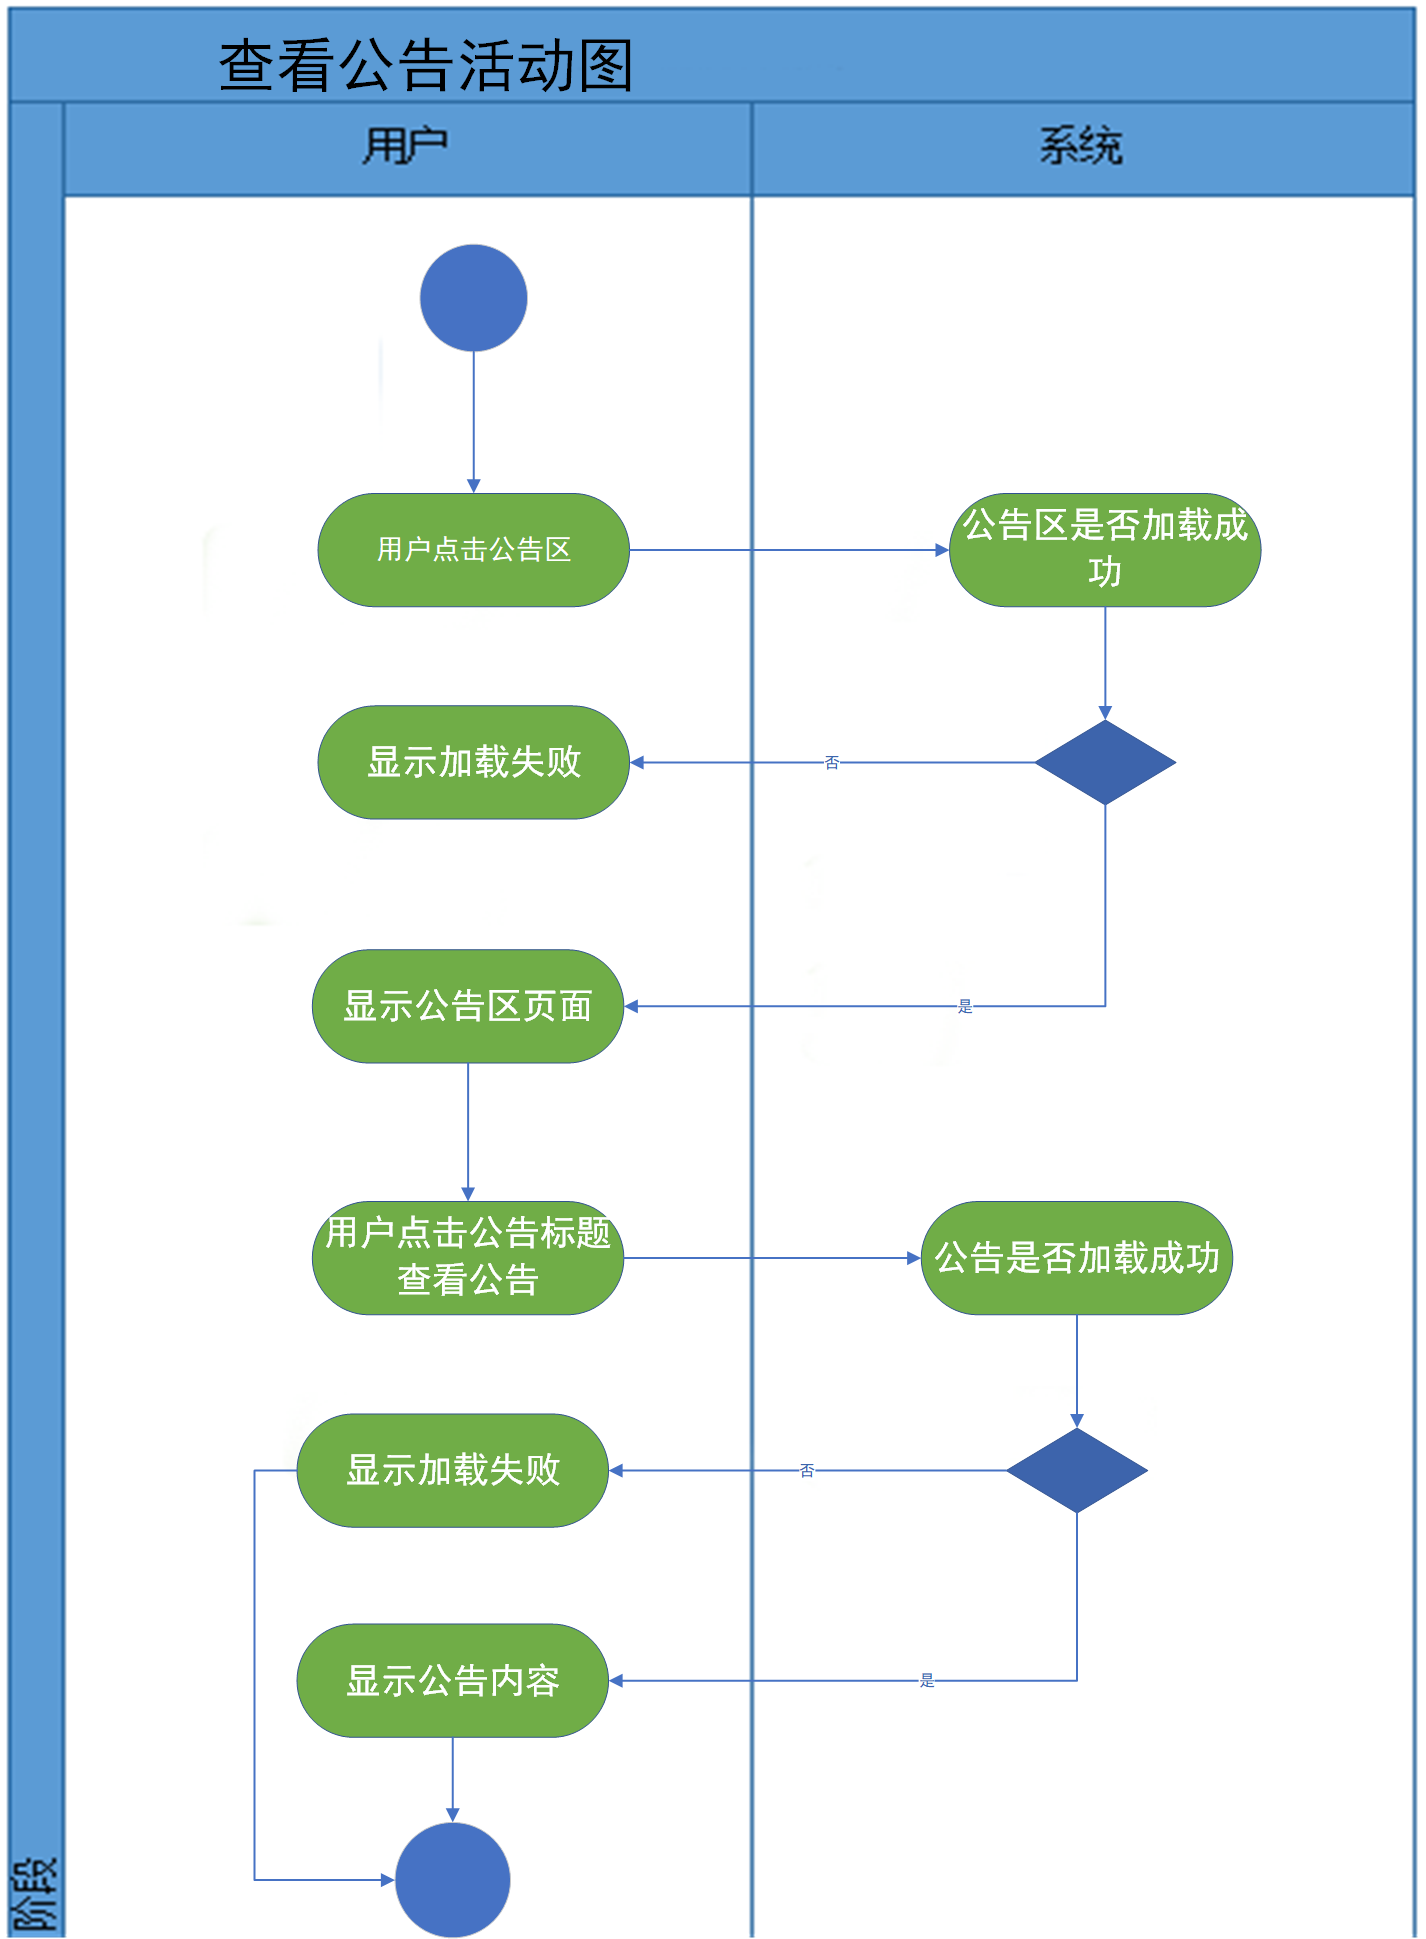 查看公告活动图
用户
系统
用户点击公告区
公告区是否加载成
功
显示加载失败
否
显示公告区页面
是
用户点击公告标题
查看公告
公告是否加载成功
显示加载失败
否
显示公告内容
是
阶段